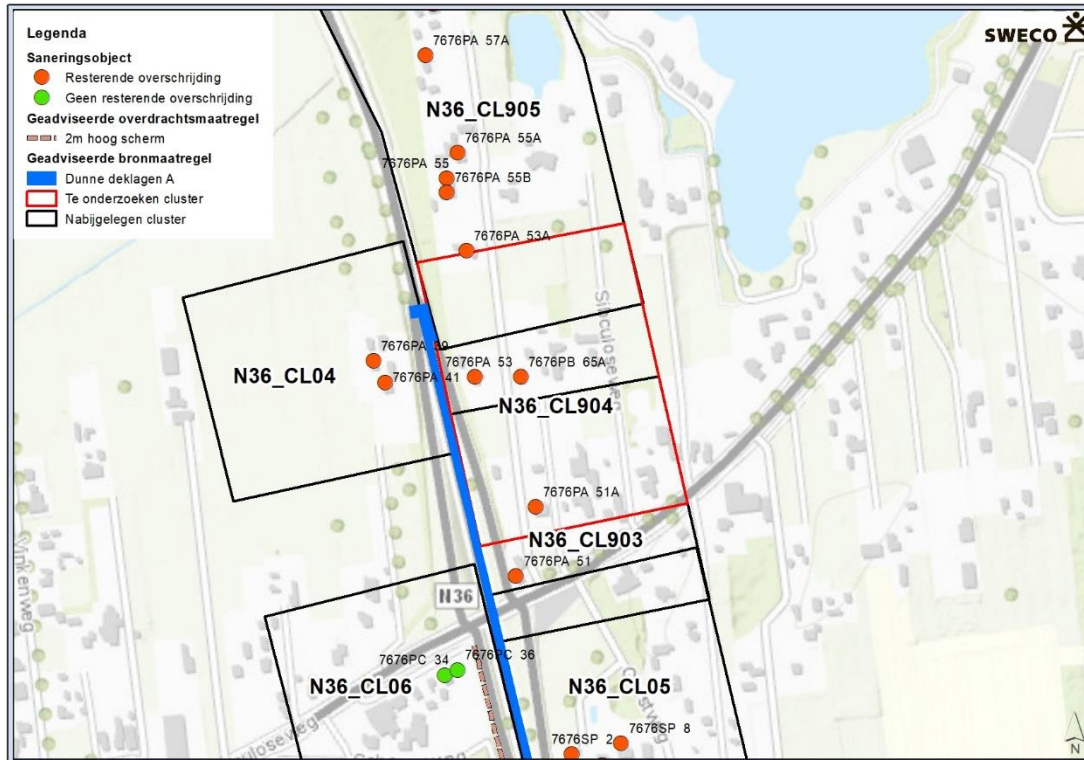 Legenda
Saneringsobject
Resterende overschrijding
Geen resterende overschrijding
Geadviseerde overdrachtsmaatregel
2m hoog scherm
Geadviseerde bronmaatregel
Dunne deklagen A
Te onderzoeken cluster
Nabijgelegen cluster
SWECO
7676PA 57A
N36_CL905
7676PA 55A
7676PA 55
7676PA 55B
7676PA 53A
Sibculoseweg
7676PA 39
7676PA 53
7676PB 65A
N36_CL04
7676PA 41
N36_CL904
7676PA 51A
N36_CL903
7676PA 51
N36
7676PC 34
7676PC 36
N36_CL06
N36_CL05
7676SP 8
7676SP 2
N